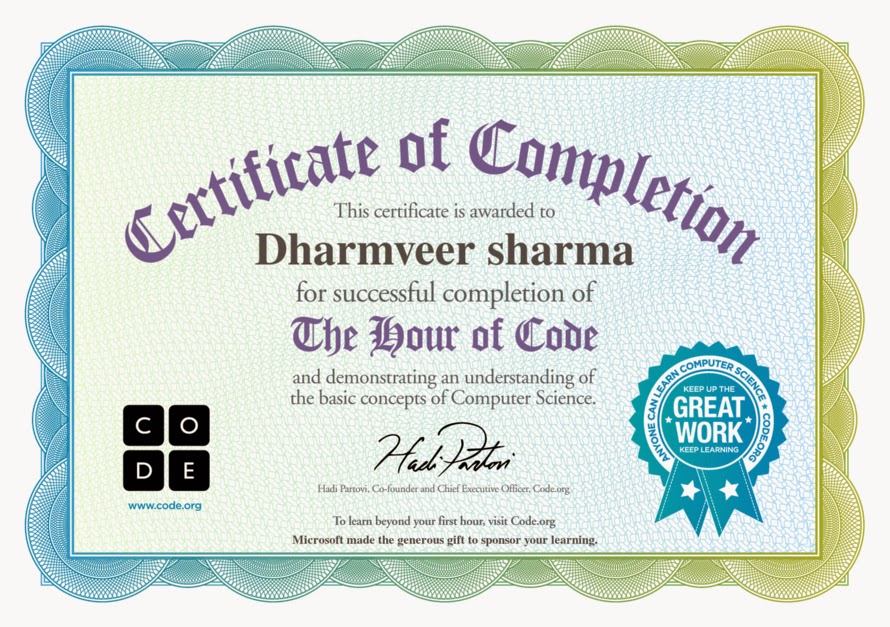 Certificate of Completion
This certificate is awarded to
Dharmveer sharma
for successful completion of
The Hour of Code
and demonstrating an understanding of
the basic concepts of Computer Science.
Hadi Partovi
Hadi Partovi, Co-founder and Chief Executive Officer, Code.org
To learn beyond your first hour, visit Code.org
Microsoft made the generous gift to sponsor your learning.
C O
D E
www.code.org
ANYONE CAN LEARN COMPUTER SCIENCE ★ CODE.ORG ★
KEEP UP THE
GREAT
WORK
KEEP LEARNING